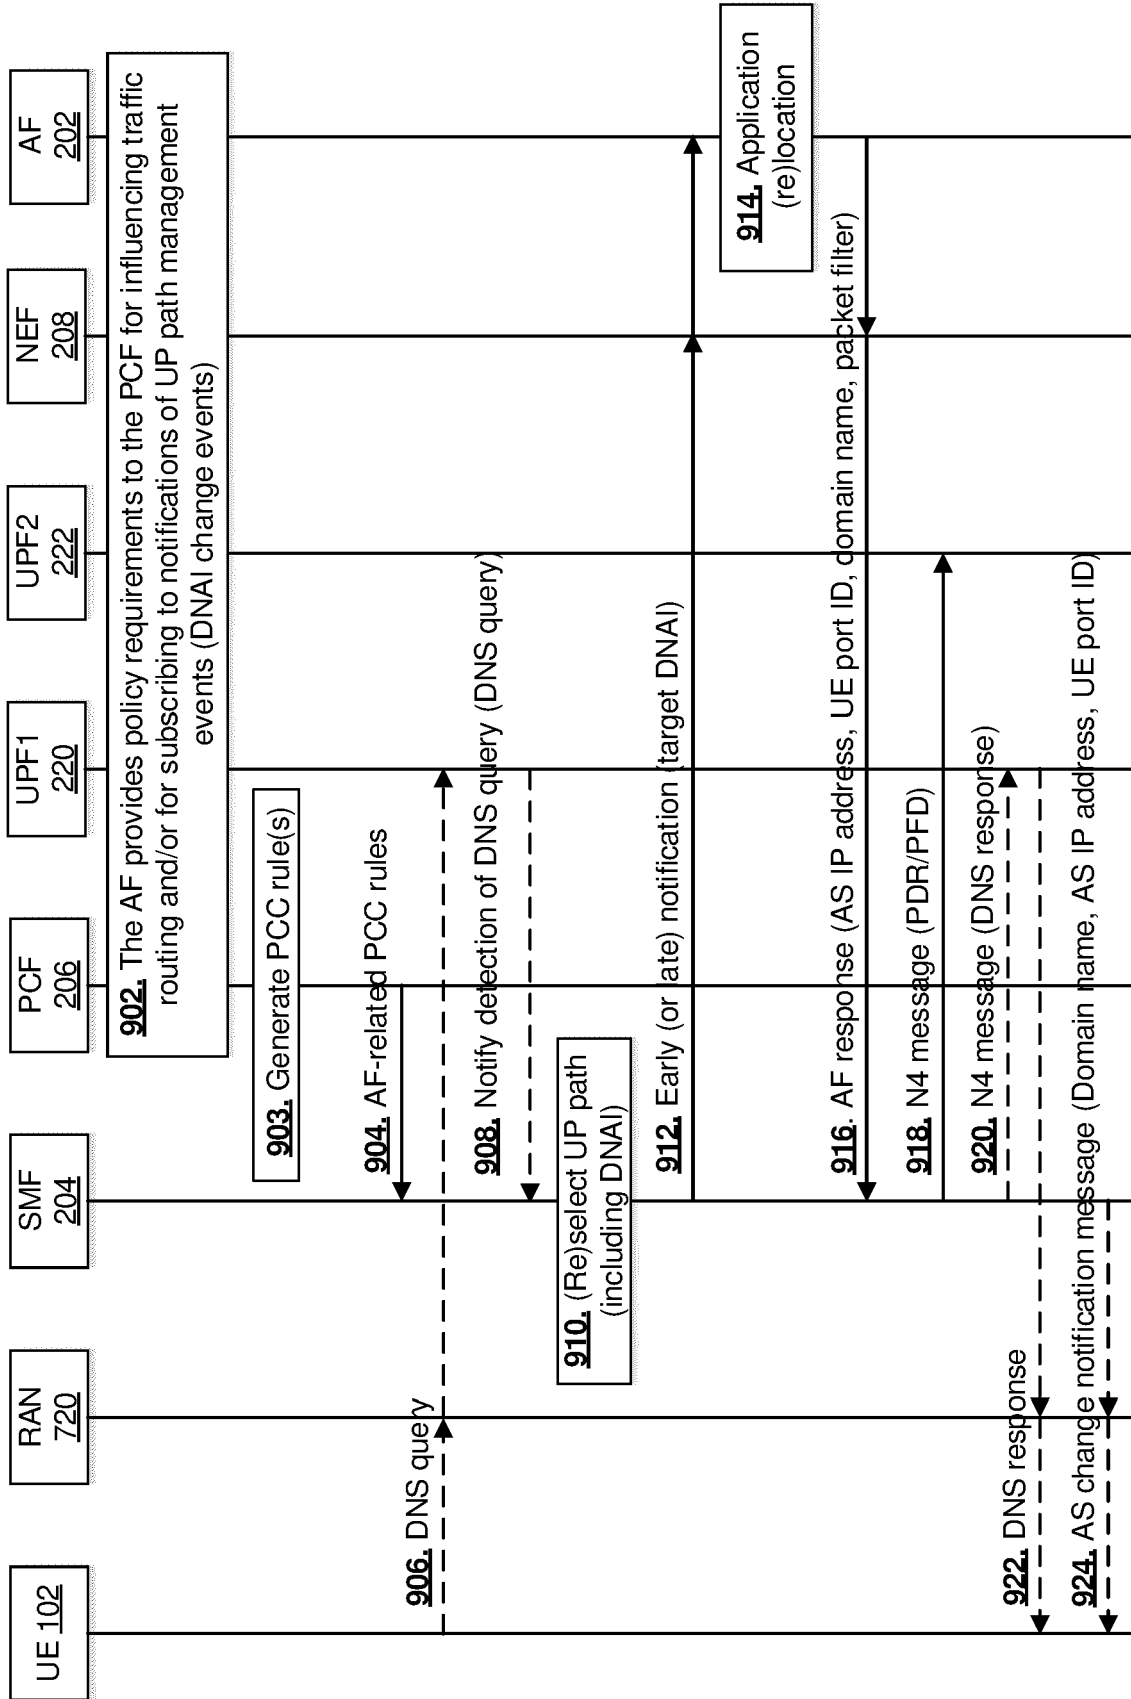 UE 102
RAN
720
SMF
204
PCF
206
UPF1
220
UPF2
222
NEF
208
AF
202
902. The AF provides policy requirements to the PCF for influencing traffic
routing and/or for subscribing to notifications of UP path management
events (DNAI change events)
903. Generate PCC rule(s)
904. AF-related PCC rules
906. DNS query
908. Notify detection of DNS query (DNS query)
910. (Re)select UP path
(including DNAI)
912. Early (or late) notification (target DNAI)
914. Application
(re)location
916. AF response (AS IP address, UE port ID, domain name, packet filter)
918. N4 message (PDR/PFD)
920. N4 message (DNS response)
922. DNS response
924. AS change notification message (Domain name, AS IP address, UE port ID)